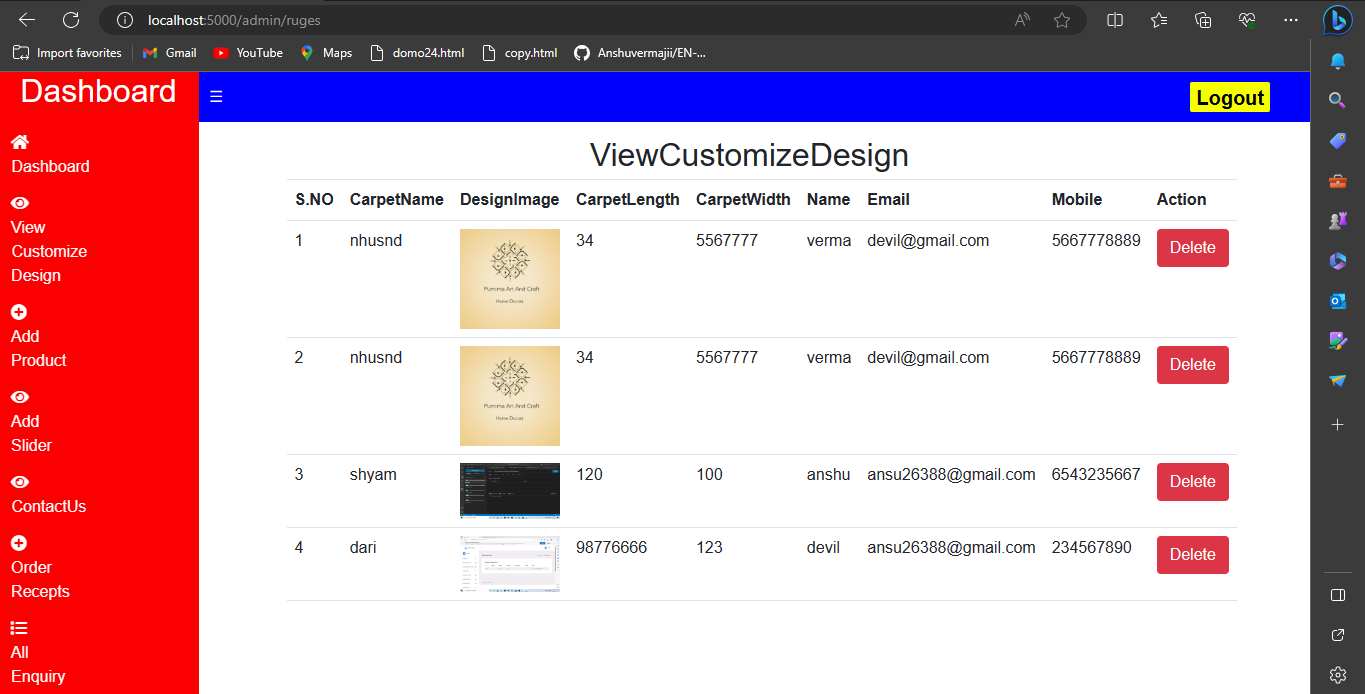 localhost:5000/admin/ruges
Import favorites Gmail YouTube Maps domo24.html copy.html Anshuvermajii/EN-...
Dashboard
☰
Logout
Dashboard
View
Customize
Design
Add
Product
Add
Slider
ContactUs
Order
Recepts
All
Enquiry
ViewCustomizeDesign
S.NO CarpetName DesignImage CarpetLength CarpetWidth Name Email Mobile Action
1 nhusnd 34 5567777 verma devil@gmail.com 5667778889 Delete
Purnima Art And Craft
Home Decors
2 nhusnd 34 5567777 verma devil@gmail.com 5667778889 Delete
Purnima Art And Craft
Home Decors
3 shyam 120 100 anshu ansu26388@gmail.com 6543235667 Delete
4 dari 98776666 123 devil ansu26388@gmail.com 234567890 Delete